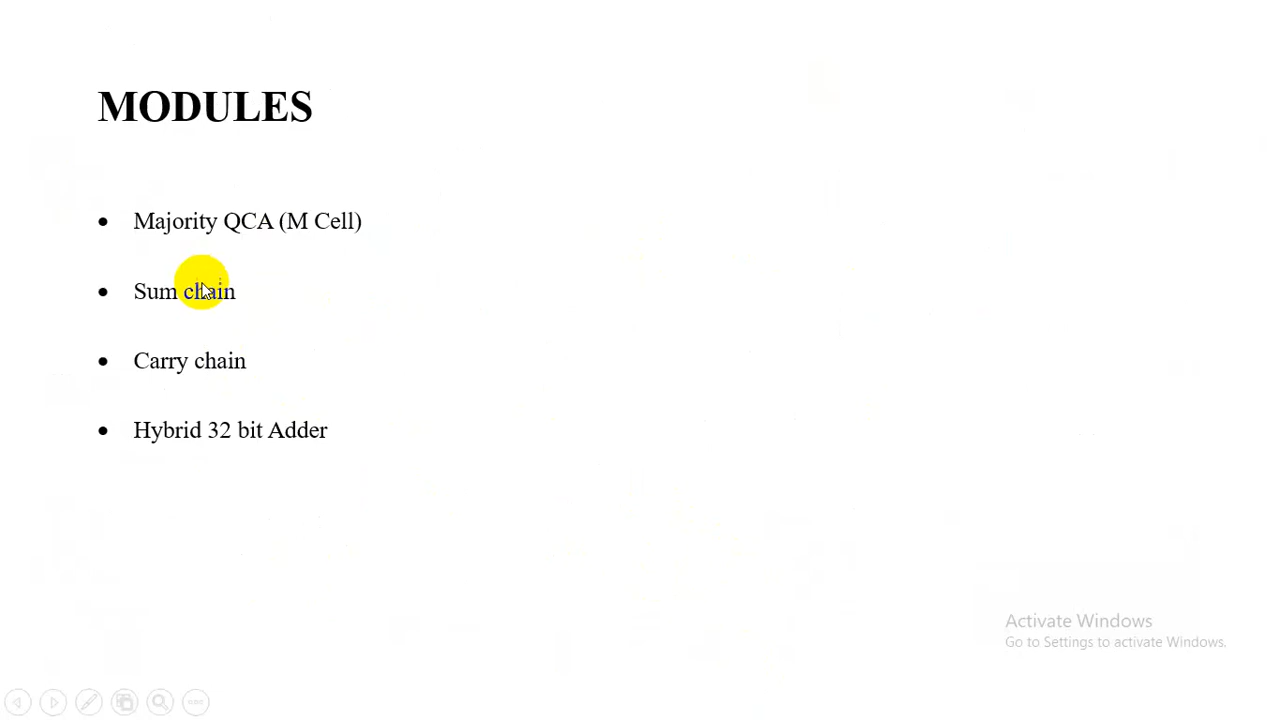 MODULES
• Majority QCA (M Cell)
• Sum chain
• Carry chain
• Hybrid 32 bit Adder
Activate Windows
Go to Settings to activate Windows.